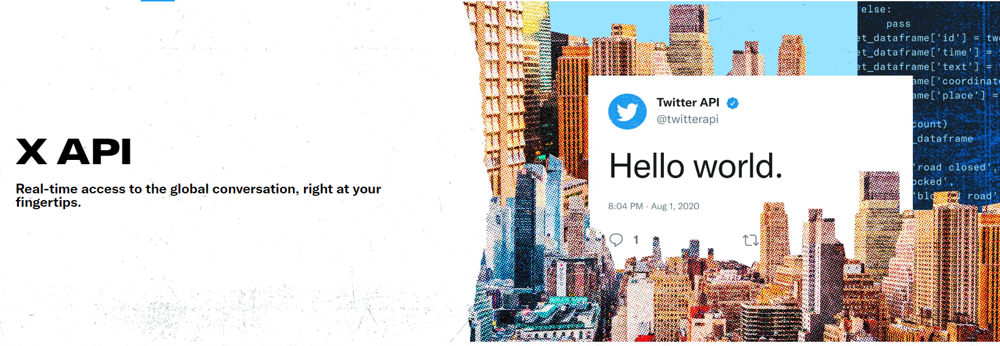 X API
Real-time access to the global conversation, right at your
fingertips.
Twitter API
@twitterapi
Hello world.
8:04 PM · Aug 1, 2020
1
else:
pass
et_dataframe['id'] = tw
et_dataframe['time'] =
et_dataframe['text'] =
ame['coordinat
ame['place'] =
count)
_dataframe
'road closed',
ocked',
road'